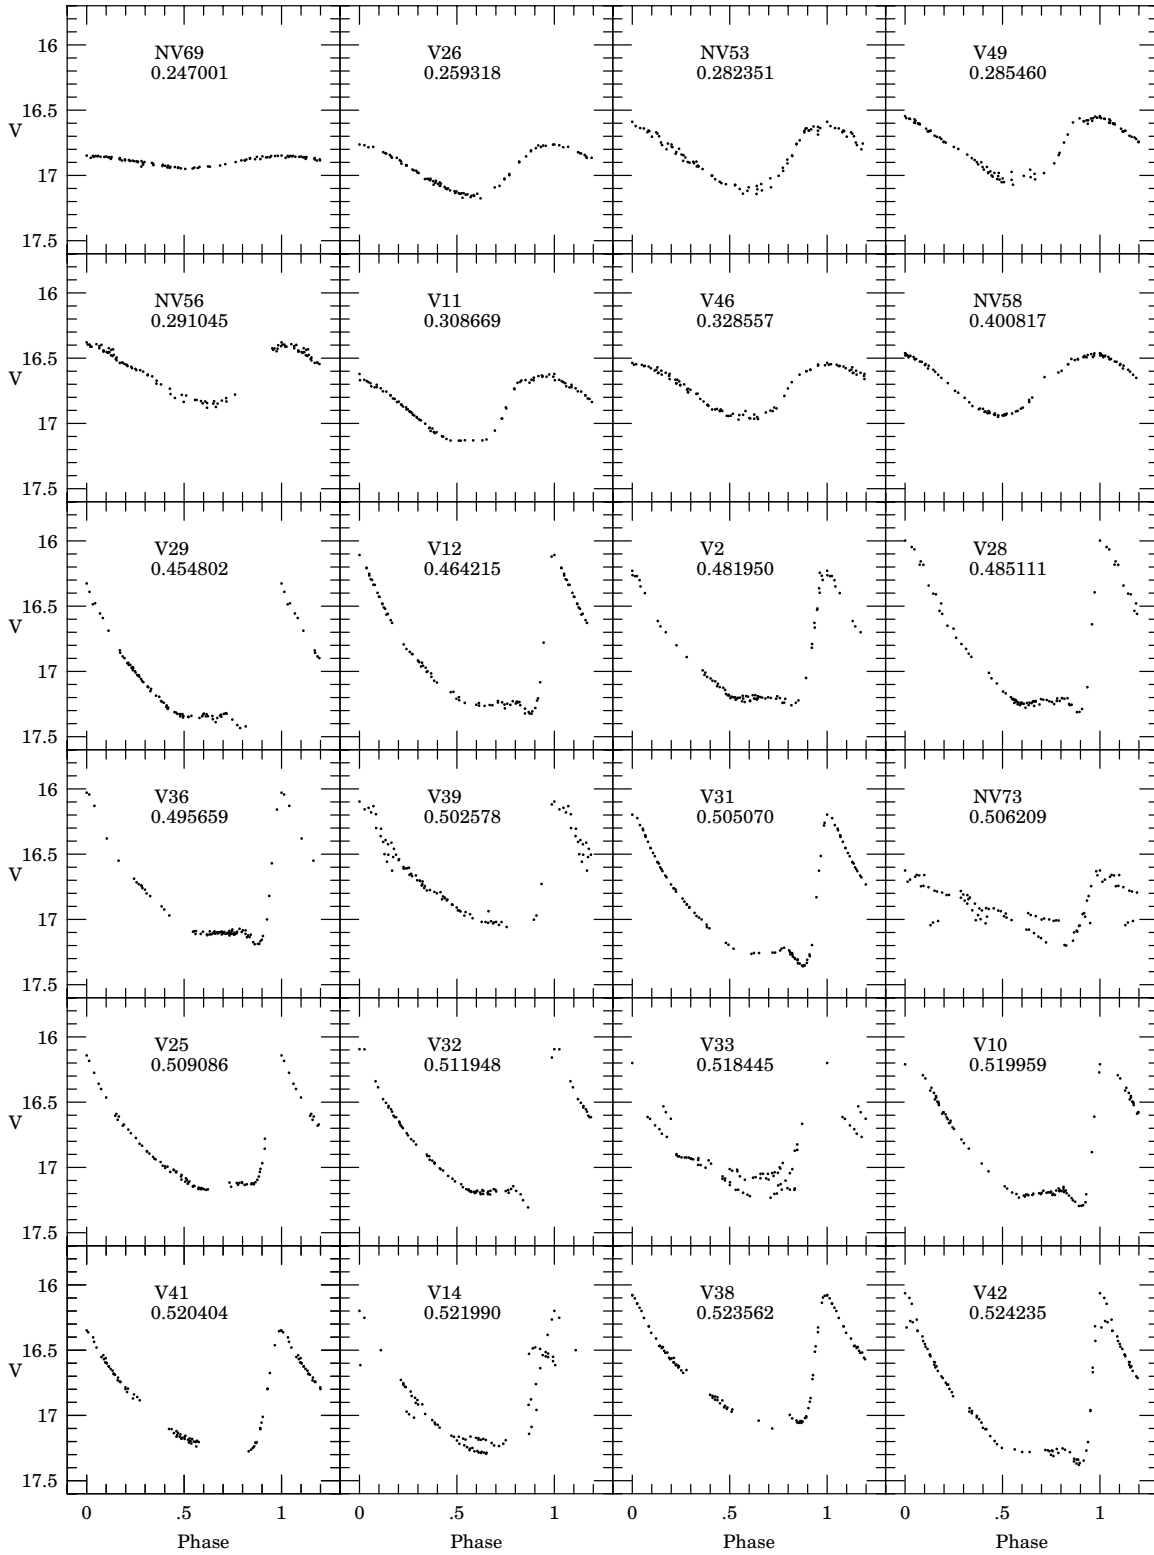 16
16.5
V
17
17.5
NV69
0.247001
V26
0.259318
NV53
0.282351
V49
0.285460
16
16.5
V
17
17.5
NV56
0.291045
V11
0.308669
V46
0.328557
NV58
0.400817
16
16.5
V
17
17.5
V29
0.454802
V12
0.464215
V2
0.481950
V28
0.485111
16
16.5
V
17
17.5
V36
0.495659
V39
0.502578
V31
0.505070
NV73
0.506209
16
16.5
V
17
17.5
V25
0.509086
V32
0.511948
V33
0.518445
V10
0.519959
16
16.5
V
17
17.5
V41
0.520404
V14
0.521990
V38
0.523562
V42
0.524235
0 .5 1 0 .5 1 0 .5 1 0 .5 1
Phase Phase Phase Phase